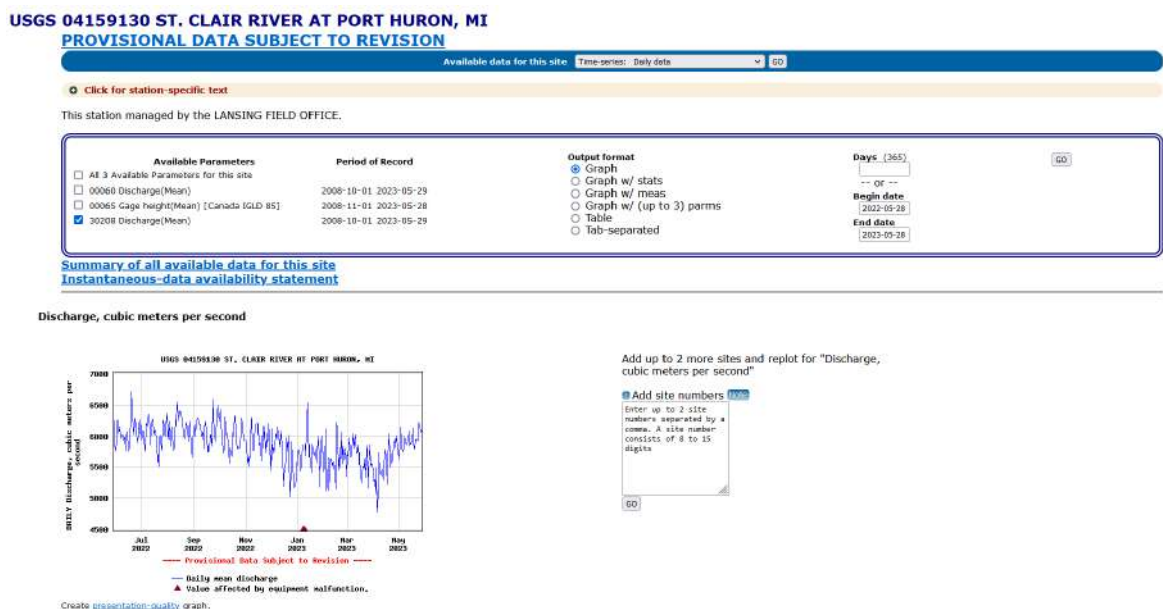 USGS 04159130 ST. CLAIR RIVER AT PORT HURON, MI
PROVISIONAL DATA SUBJECT TO REVISION
Available data for this site Time-series: Daily data GO
Click for station-specific text
This station managed by the LANSING FIELD OFFICE.
Available Parameters Period of Record
All 3 Available Parameters for this site
00060 Discharge(Mean) 2008-10-01 2023-05-29
00065 Gage height(Mean) [Canada IGLD 85] 2008-11-01 2023-05-28
30208 Discharge(Mean) 2008-10-01 2023-05-29
Output format
Graph
Graph w/ stats
Graph w/ meas
Graph w/ (up to 3) parms
Table
Tab-separated
Days (365)
-- or --
Begin date
2022-05-28
End date
2023-05-28
GO
Summary of all available data for this site
Instantaneous-data availability statement
Discharge, cubic meters per second
USGS 04159130 ST. CLAIR RIVER AT PORT HURON, MI
DAILY Discharge, cubic meters per second
7000
6500
6000
5500
5000
4500
Jul 2022 Sep 2022 Nov 2022 Jan 2023 Mar 2023 May 2023
---- Provisional Data Subject to Revision ----
Daily mean discharge
Value affected by equipment malfunction.
Create presentation-quality graph.
Add up to 2 more sites and replot for "Discharge,
cubic meters per second"
Add site numbers
Enter up to 2 site
numbers separated by a
comma. A site number
consists of 8 to 15
digits
GO